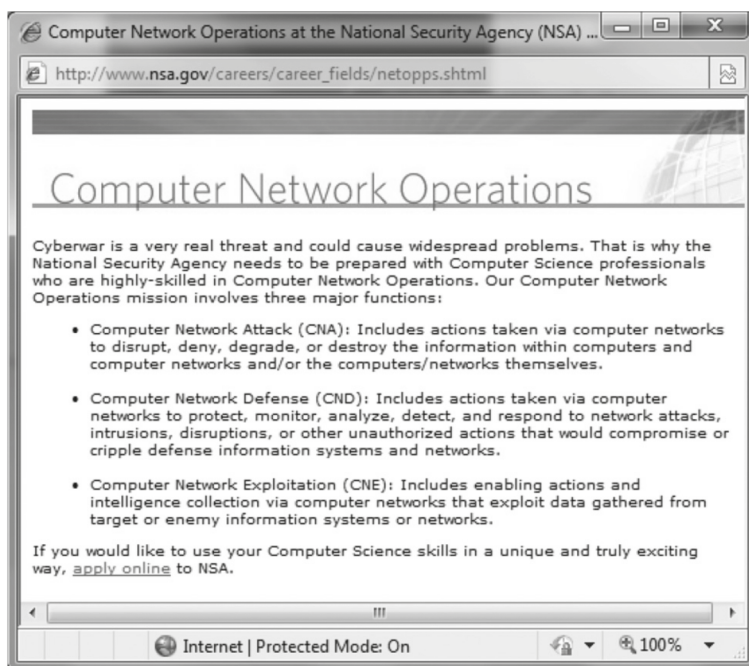 Computer Network Operations at the National Security Agency (NSA) ...
http://www.nsa.gov/careers/career_fields/netopps.shtml
Computer Network Operations
Cyberwar is a very real threat and could cause widespread problems. That is why the
National Security Agency needs to be prepared with Computer Science professionals
who are highly-skilled in Computer Network Operations. Our Computer Network
Operations mission involves three major functions:
• Computer Network Attack (CNA): Includes actions taken via computer networks
to disrupt, deny, degrade, or destroy the information within computers and
computer networks and/or the computers/networks themselves.
• Computer Network Defense (CND): Includes actions taken via computer
networks to protect, monitor, analyze, detect, and respond to network attacks,
intrusions, disruptions, or other unauthorized actions that would compromise or
cripple defense information systems and networks.
• Computer Network Exploitation (CNE): Includes enabling actions and
intelligence collection via computer networks that exploit data gathered from
target or enemy information systems or networks.
If you would like to use your Computer Science skills in a unique and truly exciting
way, apply online to NSA.
Internet | Protected Mode: On
100%